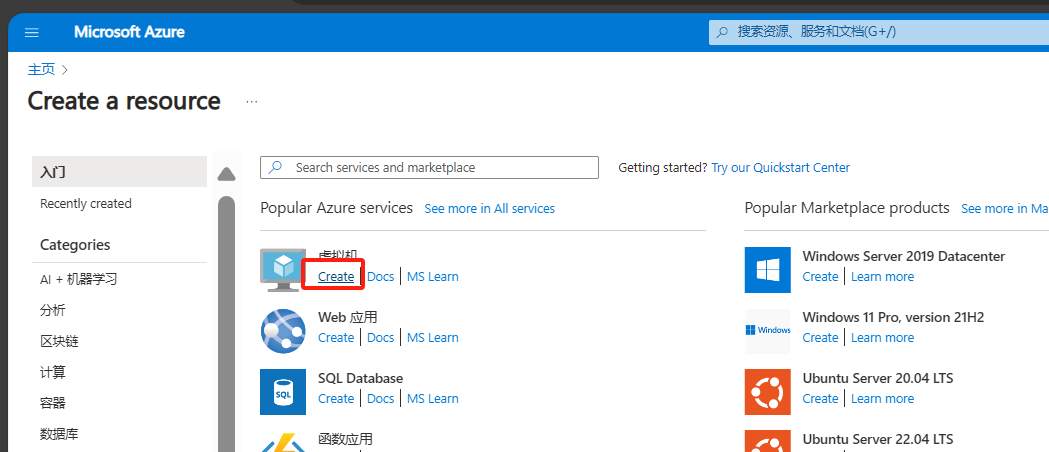 Microsoft Azure
搜索资源、服务和文档(G+/)
主页
Create a resource
...
入门
Recently created
Categories
AI + 机器学习
分析
区块链
计算
容器
数据库
Search services and marketplace
Getting started? Try our Quickstart Center
Popular Azure services See more in All services
虚拟机
Create | Docs | MS Learn
Web 应用
Create | Docs | MS Learn
SQL
SQL Database
Create | Docs | MS Learn
函数应用
Popular Marketplace products See more in Ma
Windows Server 2019 Datacenter
Create | Learn more
Windows
Windows 11 Pro, version 21H2
Create | Learn more
Ubuntu Server 20.04 LTS
Create | Learn more
Ubuntu Server 22.04 LTS